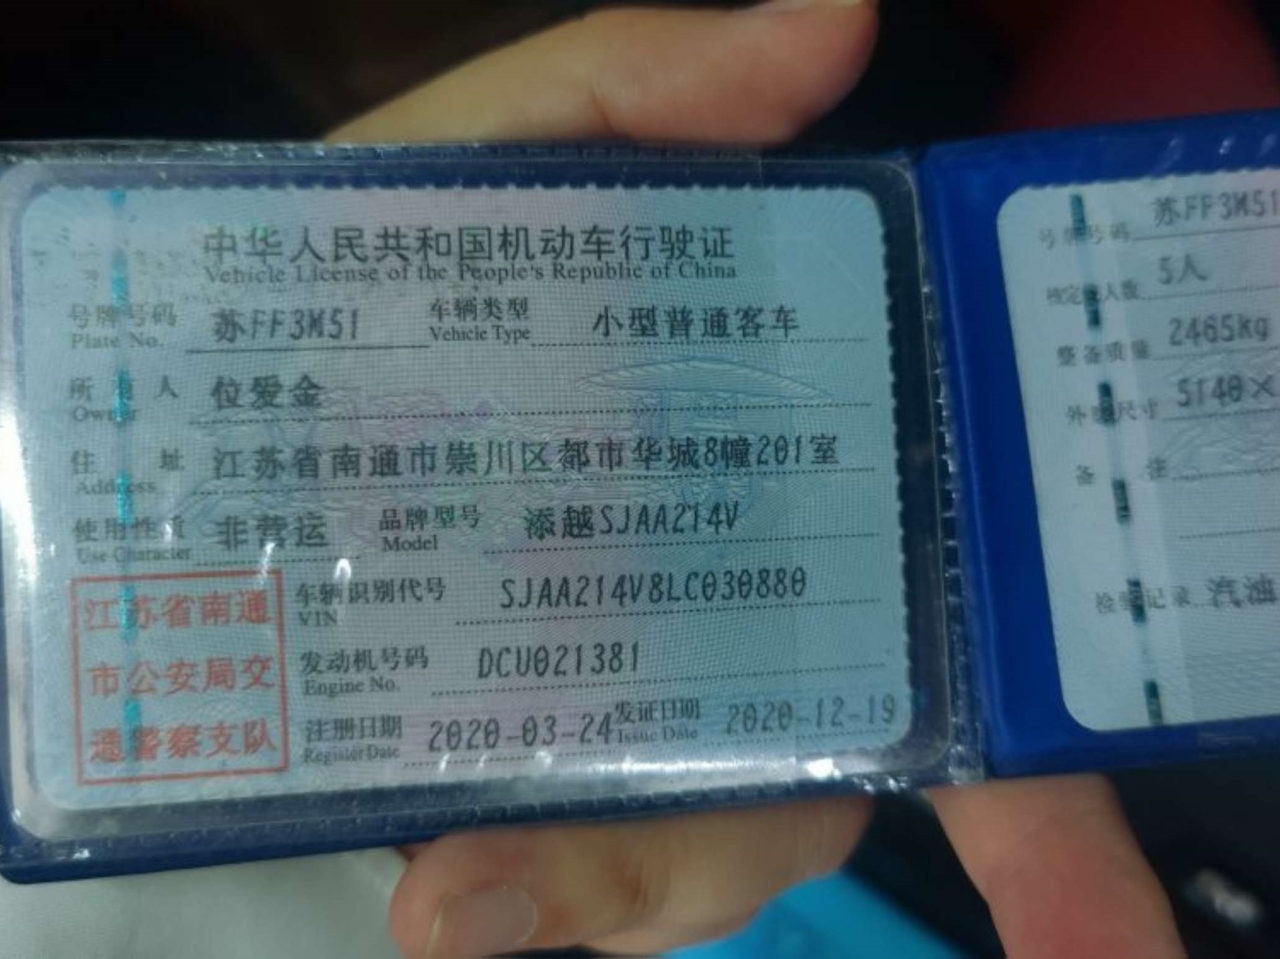 中华人民共和国机动车行驶证
Vehicle License of the People's Republic of China
号牌号码 苏FF3M51 车辆类型 小型普通客车
Plate No. Vehicle Type
所有人 位爱金
Owner
住址 江苏省南通市崇川区都市华城8幢201室
Address
使用性质 非营运 品牌型号 添越SJAA214V
Use Character Model
江苏省南通
市公安局交
通警察支队
车辆识别代号 SJAA214V8LC030880
VIN
发动机号码 DCU021381
Engine No.
注册日期 2020-03-24 发证日期 2020-12-19
Register Date Issue Date
号牌号码 苏FF3M51
核定载人数 5人
整备质量 2465kg
外廓尺寸 5140×
备注
检验记录 汽油